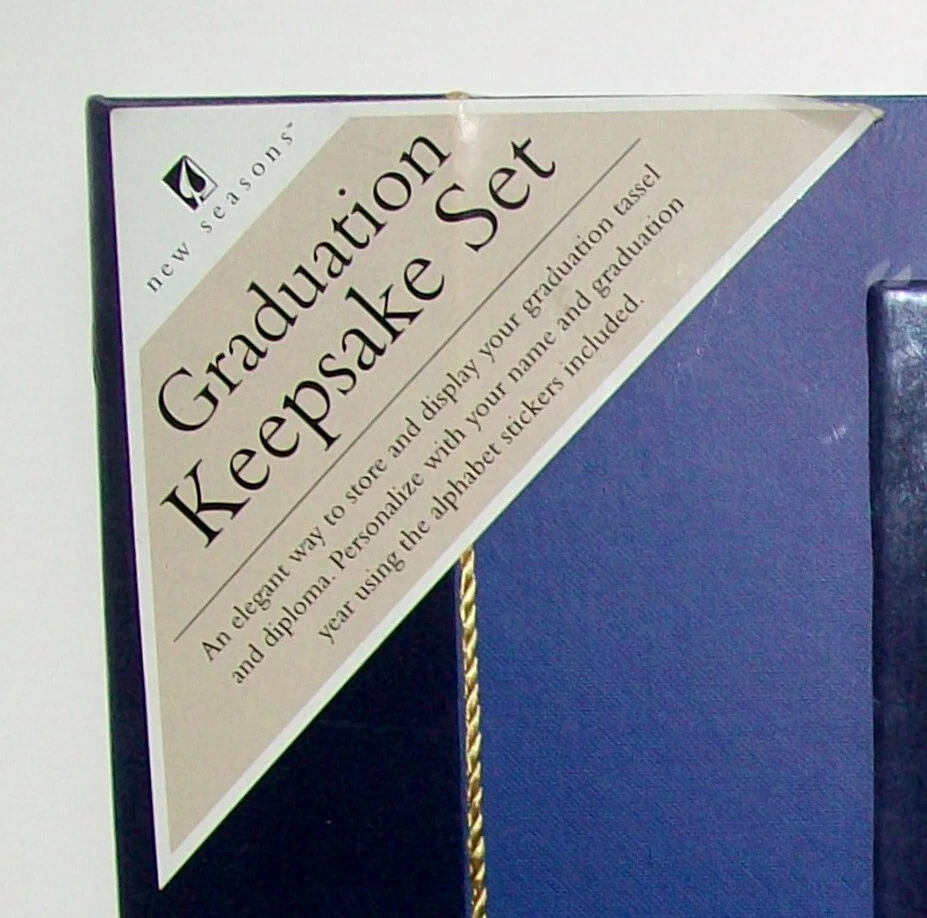 new seasons™
Graduation
Keepsake Set
An elegant way to store and display your graduation tassel
and diploma. Personalize with your name and graduation
year using the alphabet stickers included.